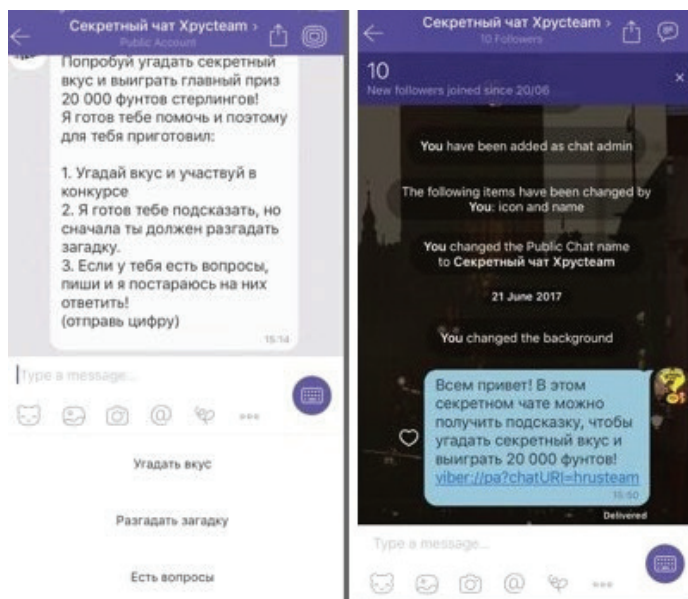 Секретный чат Хрусteam >
Public Account
Попробуй угадать секретный
вкус и выиграть главный приз
20 000 фунтов стерлингов!
Я готов тебе помочь и поэтому
для тебя приготовил:
1. Угадай вкус и участвуй в
конкурсе
2. Я готов тебе подсказать, но
сначала ты должен разгадать
загадку.
3. Если у тебя есть вопросы,
пиши и я постараюсь на них
ответить!
(отправь цифру)
15:14
Type a message...
Угадать вкус
Разгадать загадку
Есть вопросы
Секретный чат Хрусteam >
10 Followers
10
New followers joined since 20/06
You have been added as chat admin
The following items have been changed by
You: icon and name
You changed the Public Chat name
to Секретный чат Хрусteam
21 June 2017
You changed the background
Всем привет! В этом
секретном чате можно
получить подсказку, чтобы
угадать секретный вкус и
выиграть 20 000 фунтов!
viber://pa?chatURI=hrusteam
15:50
Delivered
Type a message...